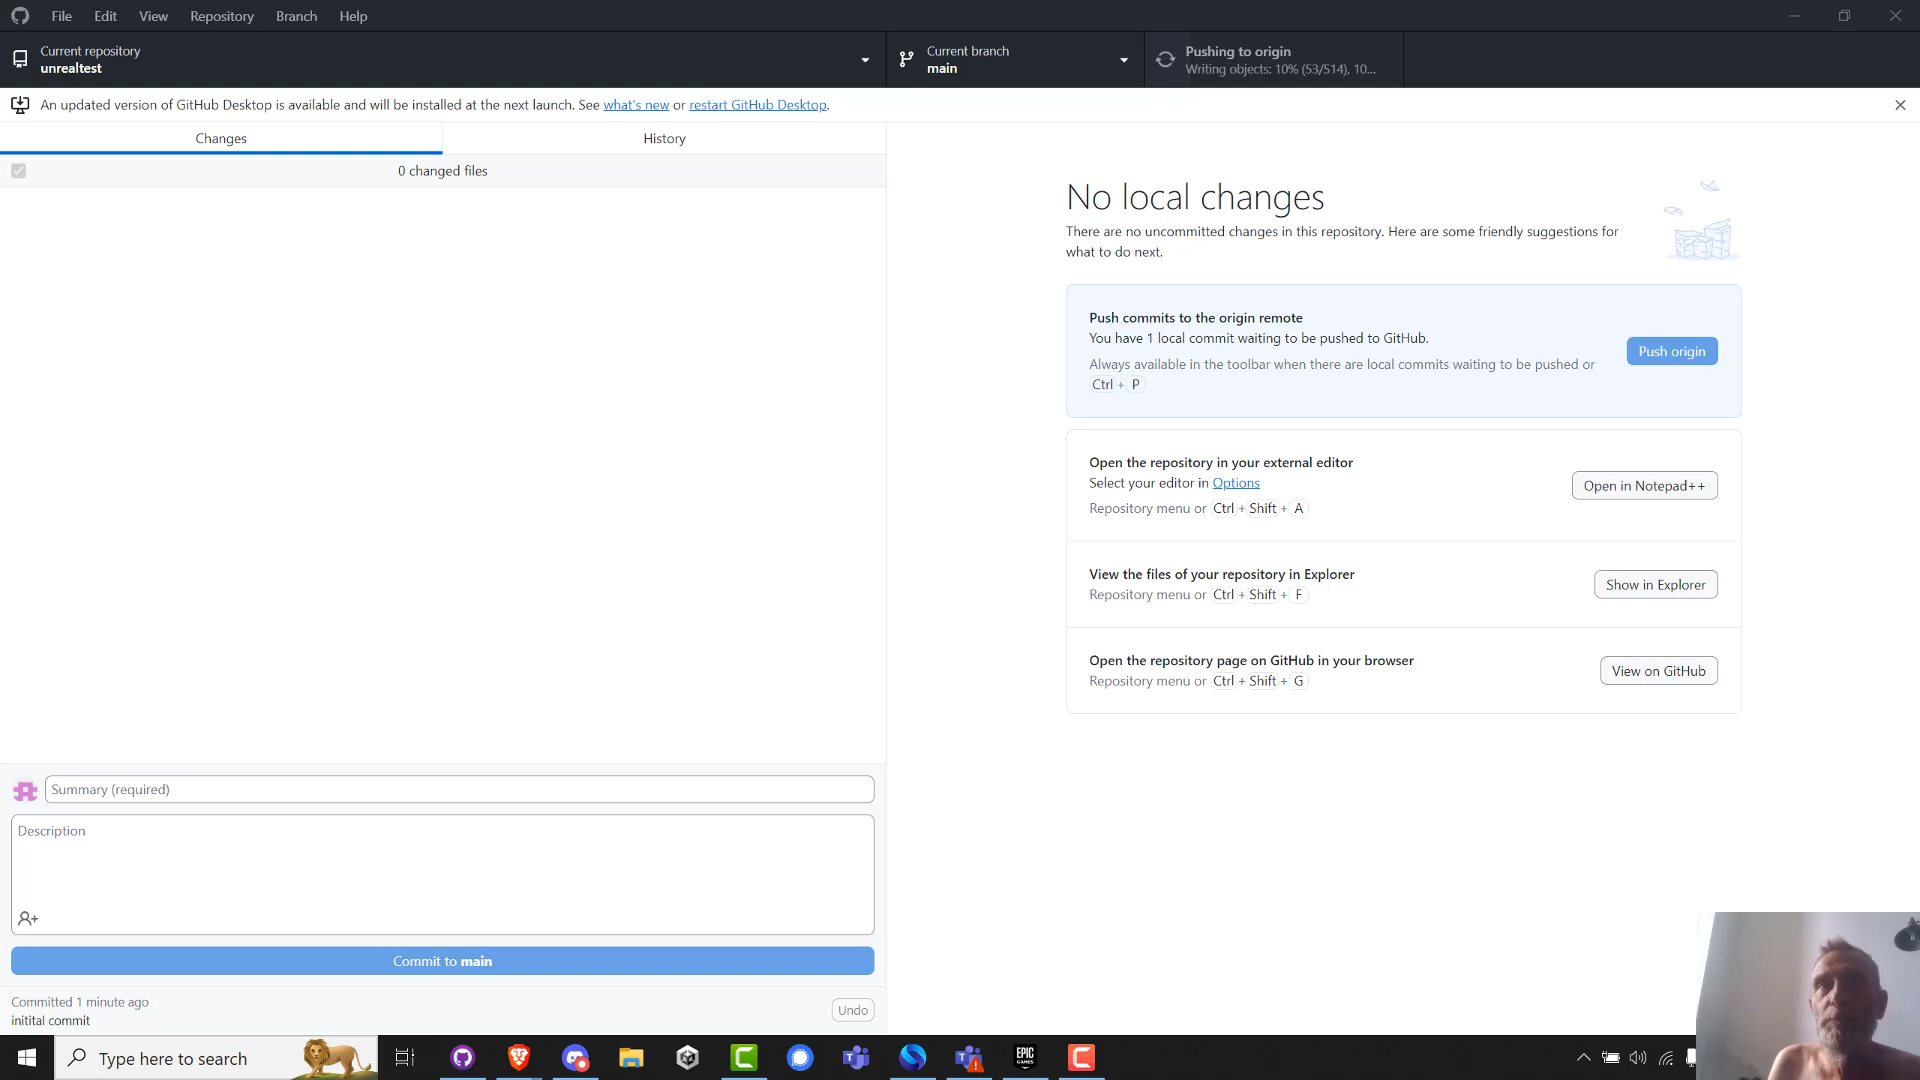 File Edit View Repository Branch Help
Current repository
unrealtest
Current branch
main
Pushing to origin
Writing objects: 10% (53/514), 10...
An updated version of GitHub Desktop is available and will be installed at the next launch. See what's new or restart GitHub Desktop.
Changes
History
0 changed files
No local changes
There are no uncommitted changes in this repository. Here are some friendly suggestions for
what to do next.
Push commits to the origin remote
You have 1 local commit waiting to be pushed to GitHub.
Always available in the toolbar when there are local commits waiting to be pushed or
Ctrl + P
Push origin
Open the repository in your external editor
Select your editor in Options
Repository menu or Ctrl + Shift + A
Open in Notepad++
View the files of your repository in Explorer
Repository menu or Ctrl + Shift + F
Show in Explorer
Open the repository page on GitHub in your browser
Repository menu or Ctrl + Shift + G
View on GitHub
Summary (required)
Description
Commit to main
Committed 1 minute ago
initital commit
Undo
Type here to search
EPIC
GAMES